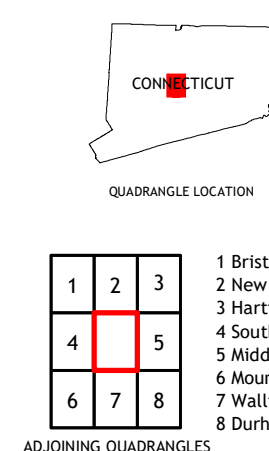 CONNECTICUT
QUADRANGLE LOCATION
1 2 3
4 5
6 7 8
1 Brist
2 New
3 Hart
4 South
5 Midd
6 Mour
7 Wall
8 Durh
ADJOINING QUADRANGLES